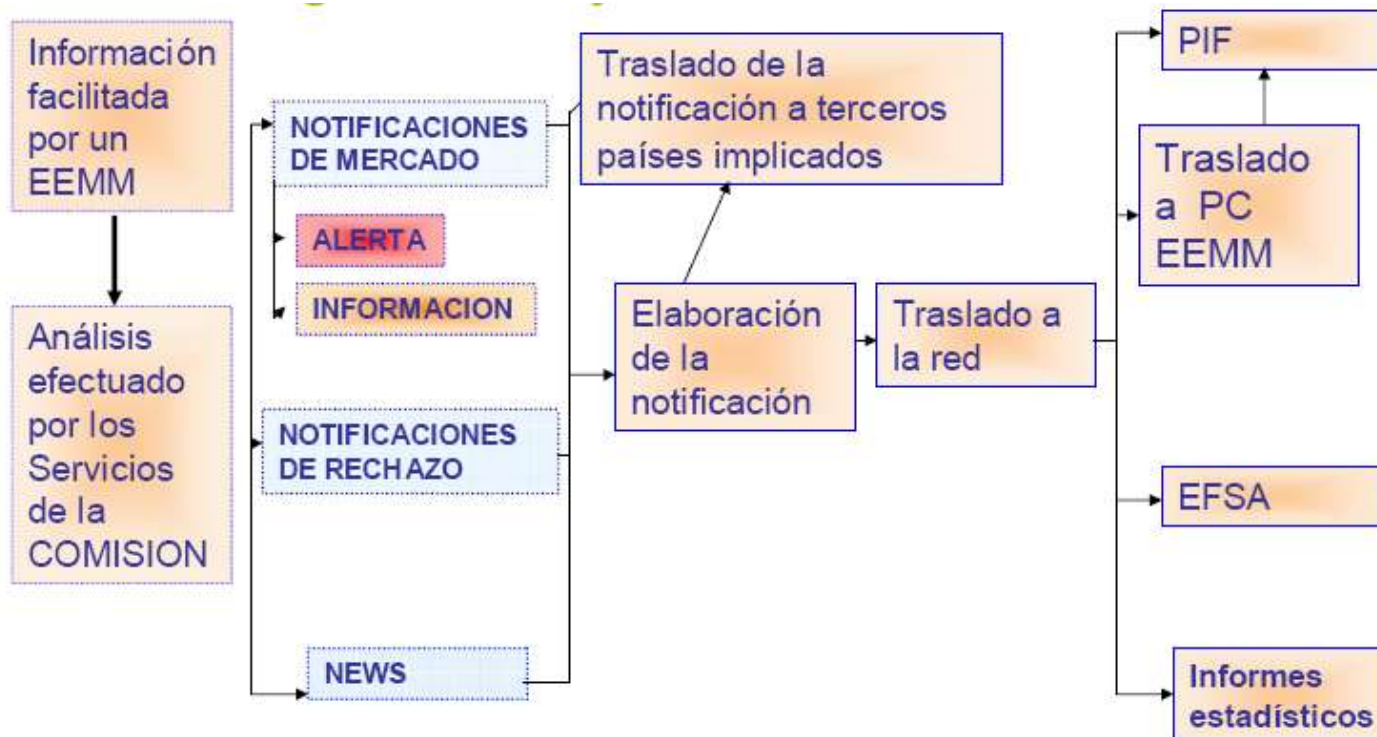 Información
facilitada
por un
EEMM
Análisis
efectuado
por los
Servicios
de la
COMISION
NOTIFICACIONES
DE MERCADO
ALERTA
INFORMACION
NOTIFICACIONES
DE RECHAZO
NEWS
Traslado de la
notificación a terceros
países implicados
Elaboración
de la
notificación
Traslado a
la red
PIF
Traslado
a PC
EEMM
EFSA
Informes
estadísticos